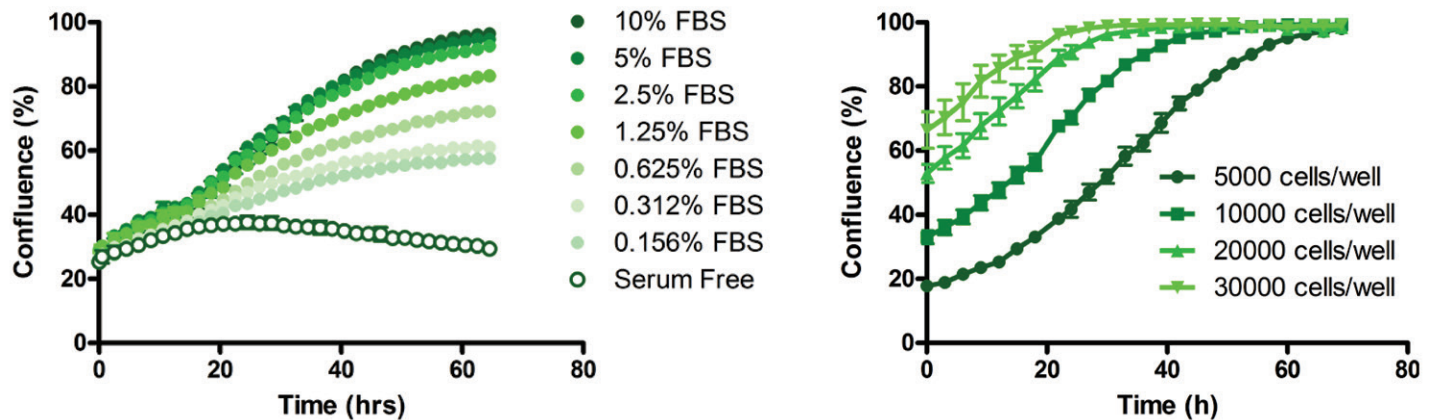 Confluence (%)
100
80
60
40
20
0
0 20 40 60 80
Time (hrs)
10% FBS
5% FBS
2.5% FBS
1.25% FBS
0.625% FBS
0.312% FBS
0.156% FBS
Serum Free
Confluence (%)
100
80
60
40
20
0
0 20 40 60 80
Time (h)
5000 cells/well
10000 cells/well
20000 cells/well
30000 cells/well